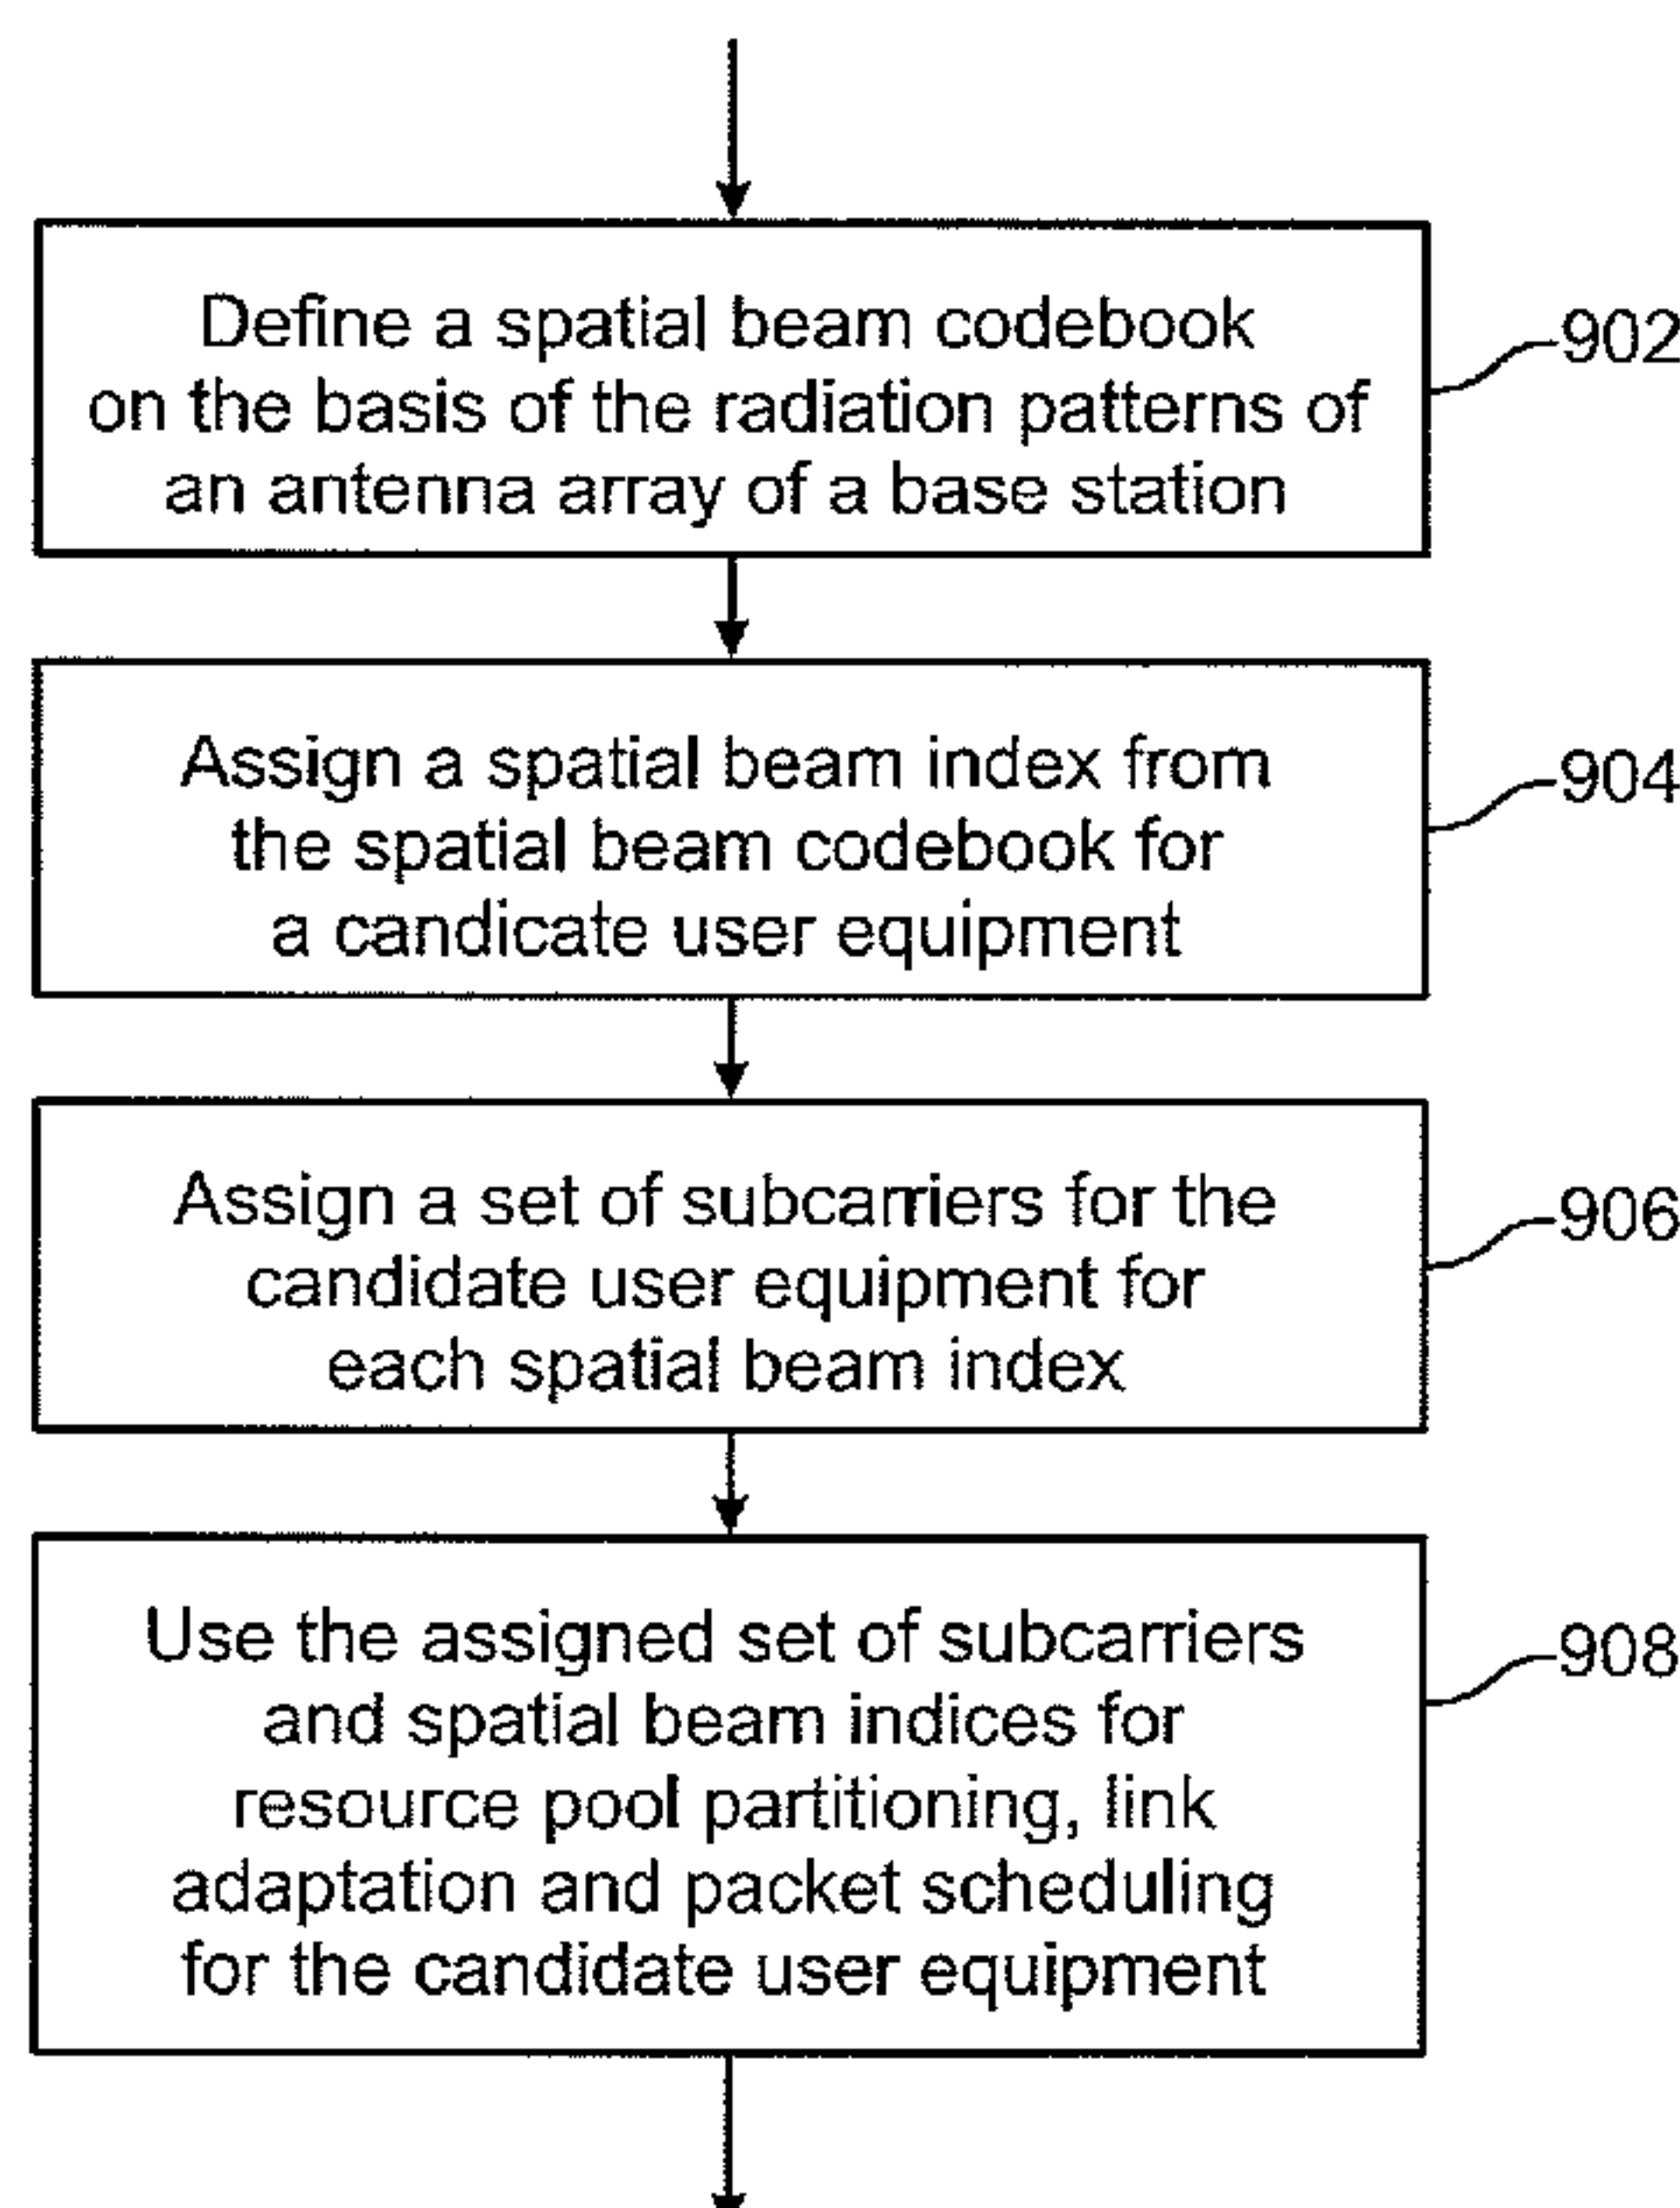 Define a spatial beam codebook
on the basis of the radiation patterns of
an antenna array of a base station
902
Assign a spatial beam index from
the spatial beam codebook for
a candicate user equipment
904
Assign a set of subcarriers for the
candidate user equipment for
each spatial beam index
906
Use the assigned set of subcarriers
and spatial beam indices for
resource pool partitioning, link
adaptation and packet scheduling
for the candidate user equipment
908